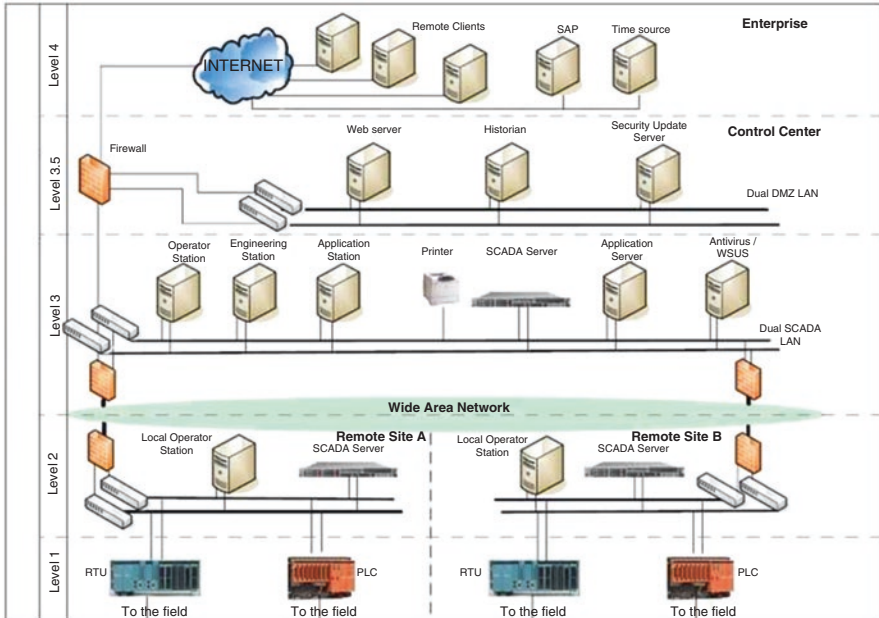 Level 4
Enterprise
INTERNET
Remote Clients
SAP
Time source
Level 3.5
Control Center
Firewall
Web server
Historian
Security Update
Server
Dual DMZ LAN
Level 3
Operator
Station
Engineering
Station
Application
Station
Printer
SCADA Server
Application
Server
Antivirus /
WSUS
Dual SCADA
LAN
Wide Area Network
Level 2
Remote Site A
Local Operator
Station
SCADA Server
Remote Site B
Local Operator
Station
SCADA Server
Level 1
RTU
PLC
RTU
PLC
To the field
To the field
To the field
To the field